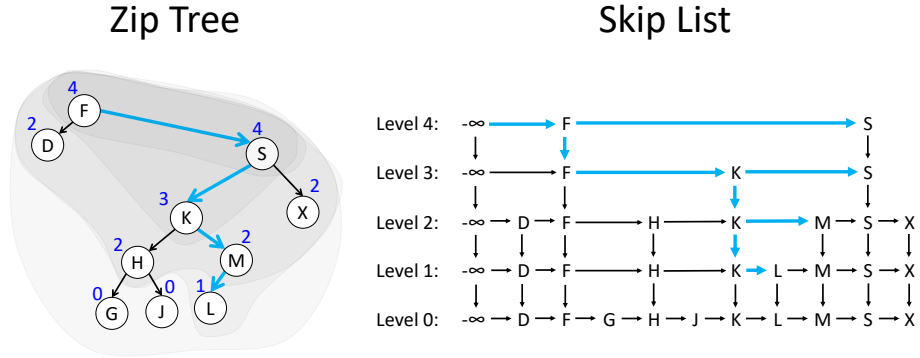 Zip Tree
Skip List
4
F
2
D
4
S
2
X
3
K
2
H
2
M
0
G
0
J
1
L
Level 4: -∞ F S
Level 3: -∞ F K S
Level 2: -∞ D F H K M S X
Level 1: -∞ D F H K L M S X
Level 0: -∞ D F G H J K L M S X